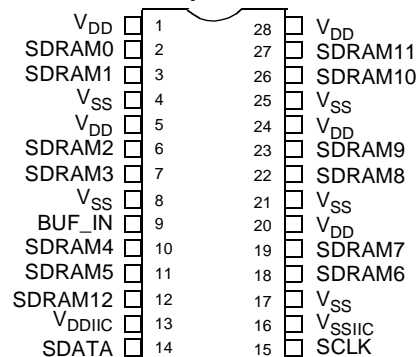 VDD 1 28 VDD
SDRAM0 2 27 SDRAM11
SDRAM1 3 26 SDRAM10
VSS 4 25 VSS
VDD 5 24 VDD
SDRAM2 6 23 SDRAM9
SDRAM3 7 22 SDRAM8
VSS 8 21 VSS
BUF_IN 9 20 VDD
SDRAM4 10 19 SDRAM7
SDRAM5 11 18 SDRAM6
SDRAM12 12 17 VSS
VDDIIC 13 16 VSSIIC
SDATA 14 15 SCLK